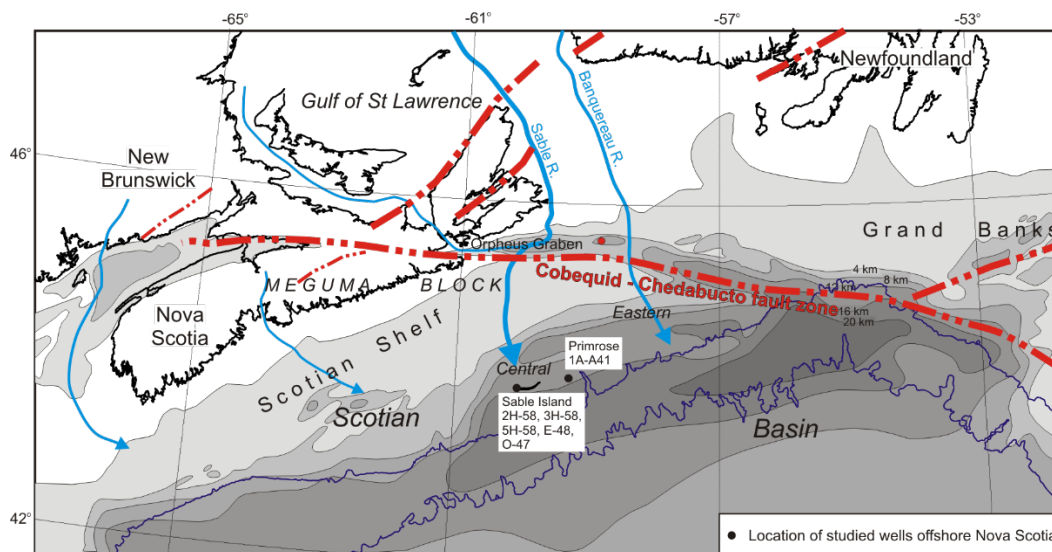 -65°
-61°
-57°
-53°
Newfoundland
Gulf of St Lawrence
Banquereau R.
Sable R.
46°
New
Brunswick
Orpheus Graben
Grand Banks
4 km
8 km
MEGUMA BLOCK
Cobequid - Chedabucto fault zone
16 km
20 km
Nova
Scotia
Eastern
Scotian Shelf
Primrose
1A-A41
Central
Sable Island
2H-58, 3H-58,
5H-58, E-48,
O-47
Scotian
Basin
42°
Location of studied wells offshore Nova Scotia